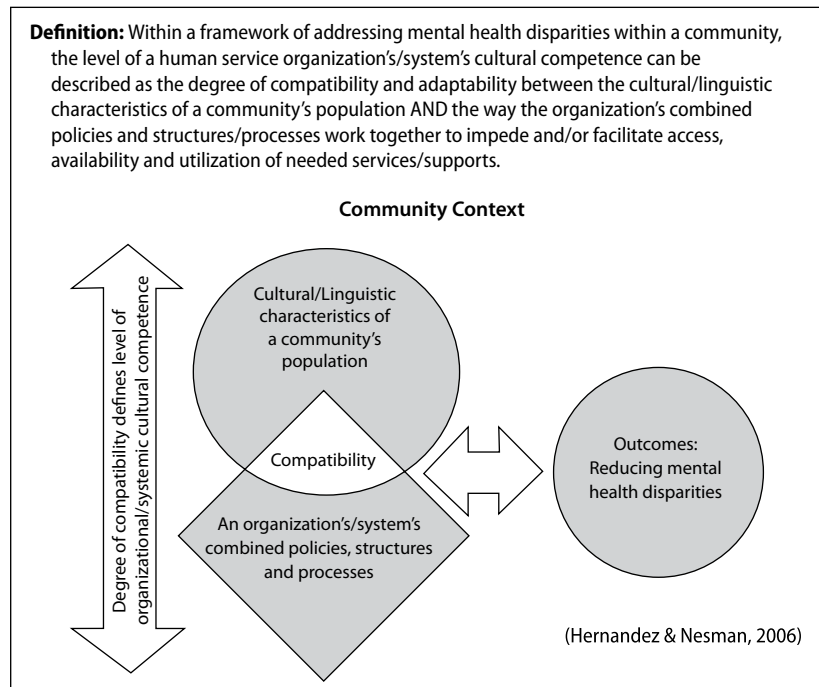 Definition: Within a framework of addressing mental health disparities within a community,
the level of a human service organization's/system's cultural competence can be
described as the degree of compatibility and adaptability between the cultural/linguistic
characteristics of a community's population AND the way the organization's combined
policies and structures/processes work together to impede and/or facilitate access,
availability and utilization of needed services/supports.
Community Context
Degree of compatibility defines level of
organizational/systemic cultural competence
Cultural/Linguistic
characteristics of
a community's
population
Compatibility
An organization's/system's
combined policies, structures
and processes
Outcomes:
Reducing mental
health disparities
(Hernandez & Nesman, 2006)